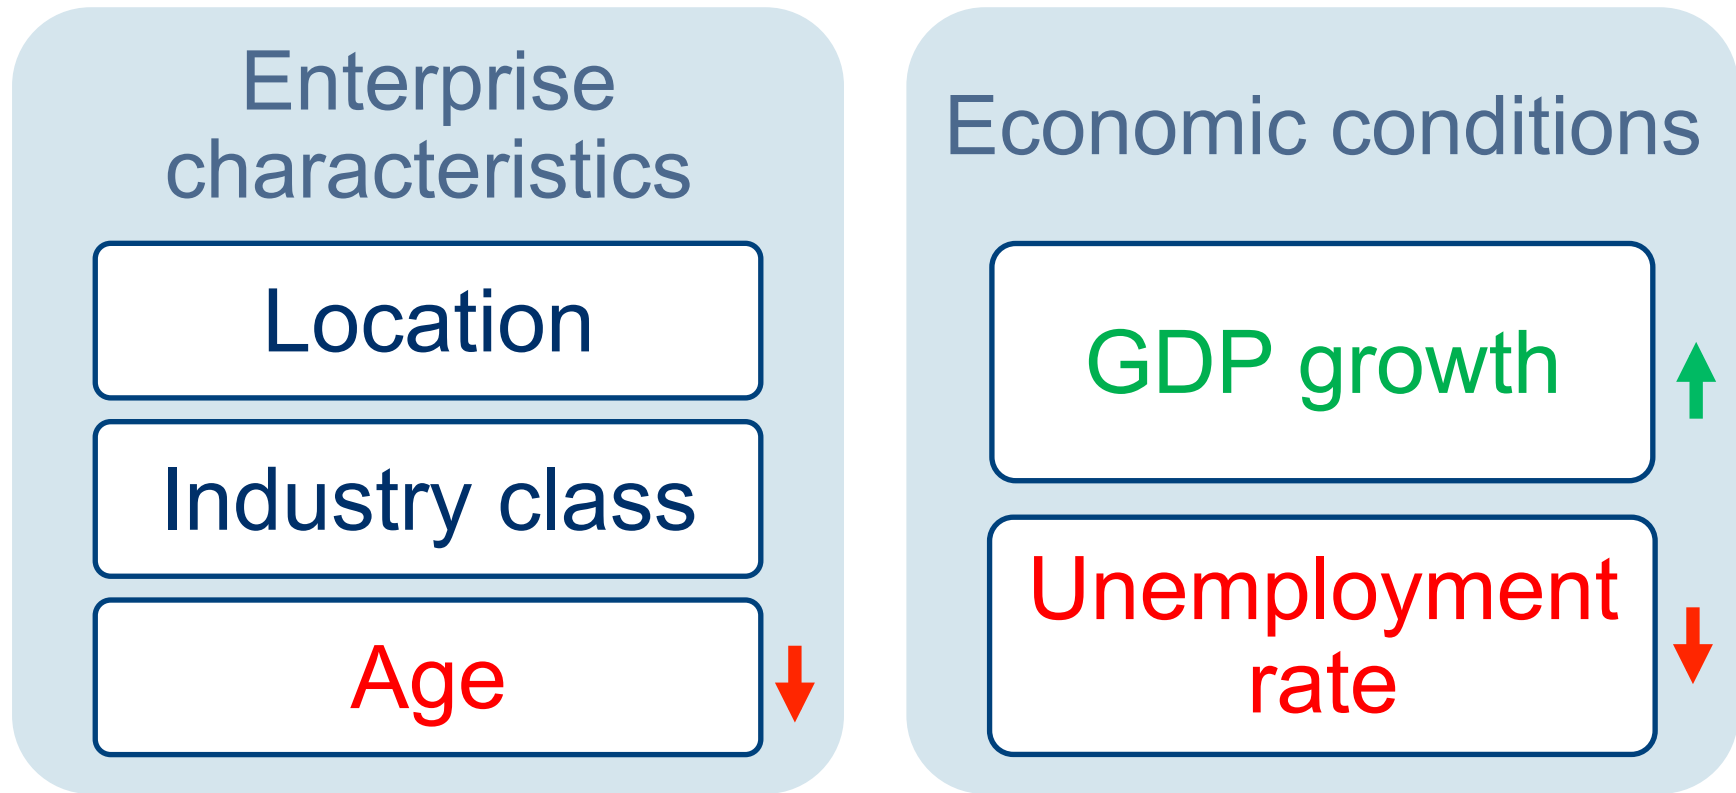 Enterprise
characteristics
Location
Industry class
Age
Economic conditions
GDP growth
Unemployment
rate